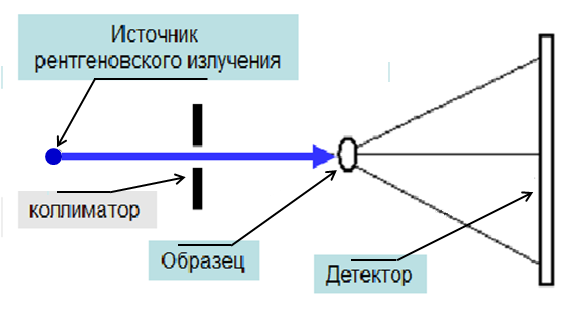 Источник
рентгеновского излучения
коллиматор
Образец
Детектор